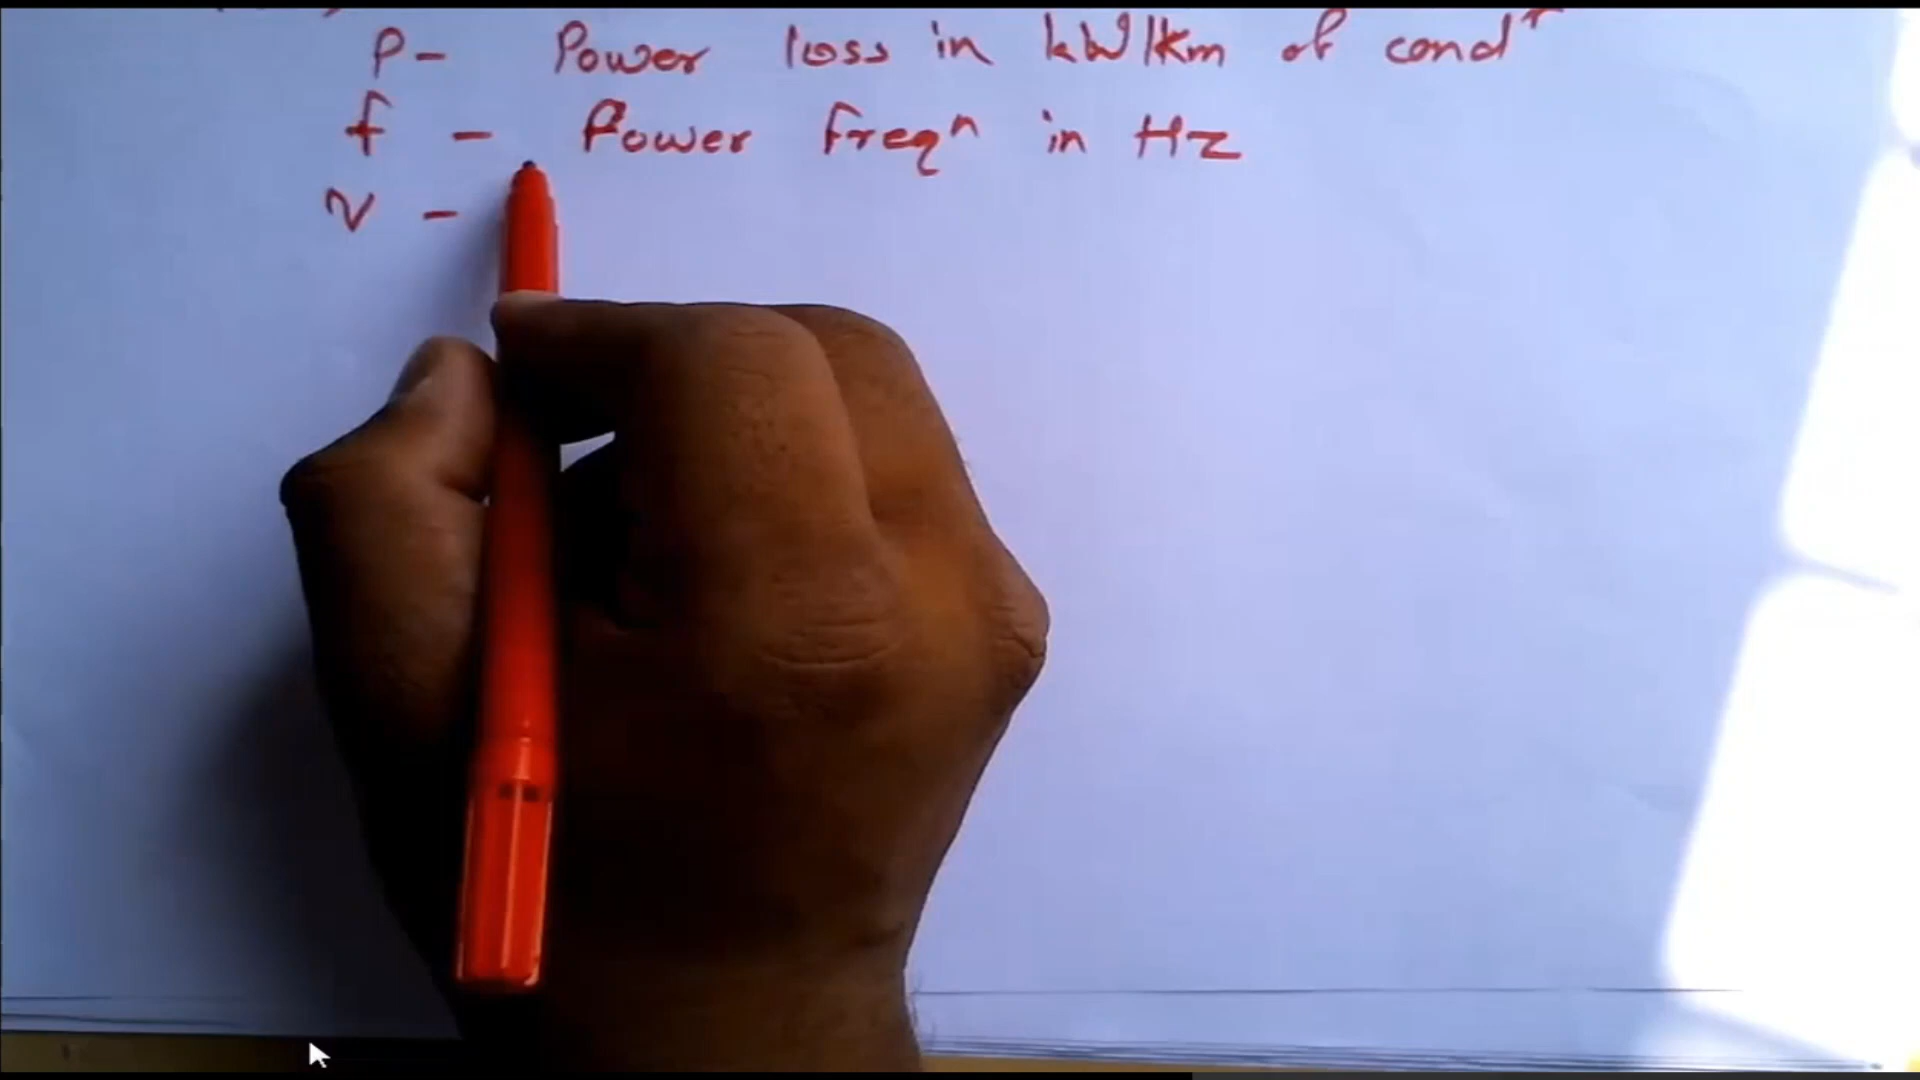 P - Power loss in kW/km of condʳ
f - Power freqⁿ in Hz
V -